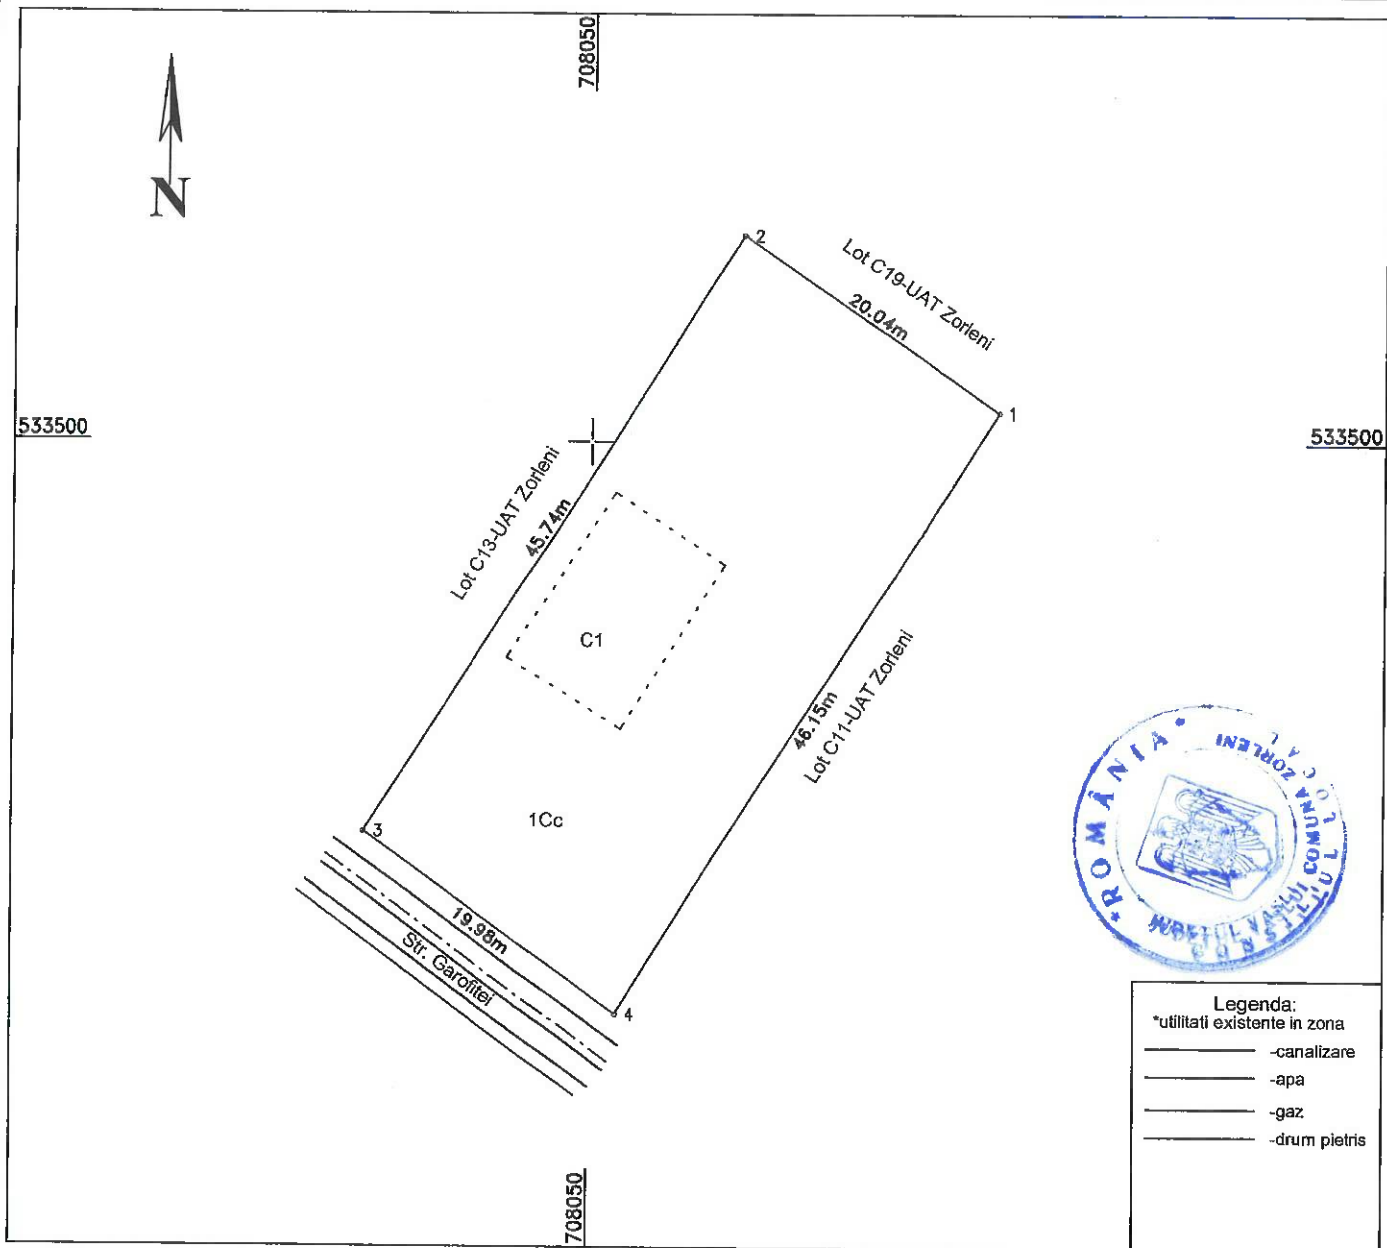 708050
N
2
Lot C19-UAT Zorleni
20.04m
1
533500
533500
Lot C13-UAT Zorleni
45.74m
C1
46.15m
Lot C11-UAT Zorleni
1Cc
3
19.98m
Str. Garofitei
4
*ROMÂNIA*
COMUNA ZORLENI
Legenda:
*utilitati existente in zona
-canalizare
-apa
-gaz
-drum pietris
708050